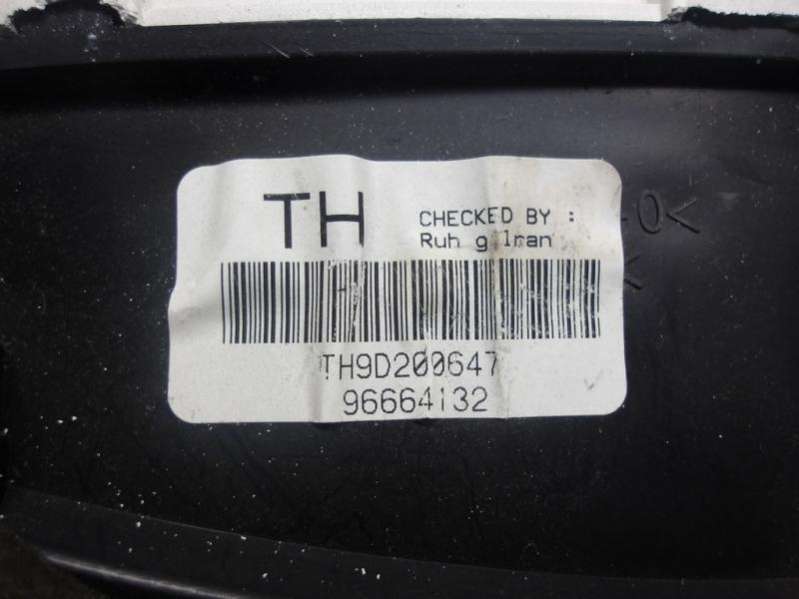 TH
CHECKED BY :
Ruh
TH9D200647
96664132